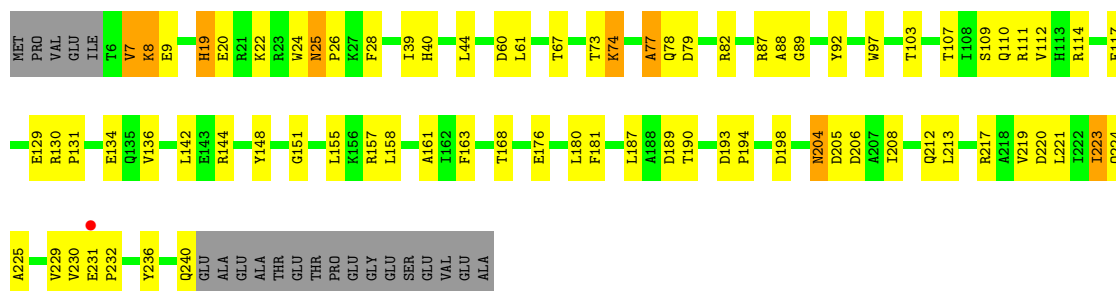 MET PRO VAL GLU ILE T6 V7 K8 E9 H19 E20 R21 K22 R23 W24 N25 P26 K27 F28 I39 H40 L44 D60 L61 T67 T73 K74 A77 Q78 D79 R82 R87 A88 G89 Y92 W97 T103 T107 I108 S109 Q110 R111 V112 H113 R114
E129 R130 P131 E134 Q135 V136 L142 E143 R144 Y148 G151 L155 K156 R157 L158 A161 I162 F163 T168 E176 L180 F181 L187 A188 D189 T190 D193 P194 D198 N204 D205 D206 A207 I208 Q212 L213 R217 A218 V219 D220 L221 I222 I223
A225 V229 V230 E231 P232 Y236 Q240 GLU ALA GLU ALA THR GLU THR PRO GLU GLY GLU SER GLU VAL GLU ALA